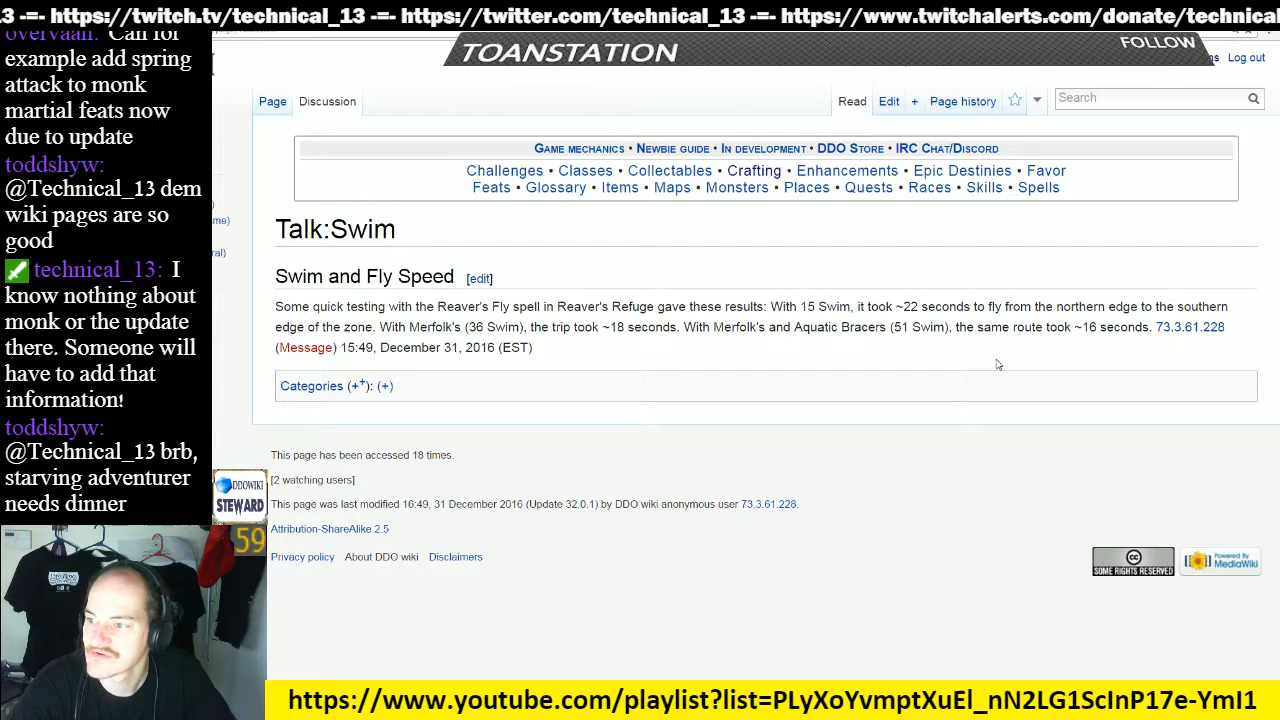 13 -=- https://twitch.tv/technical_13 -=- https://twitter.com/technical_13 -=- https://www.twitchalerts.com/donate/technical
overvaan: Can for
example add spring
attack to monk
martial feats now
due to update
toddshyw:
@Technical_13 dem
wiki pages are so
good
technical_13: I
know nothing about
monk or the update
there. Someone will
have to add that
information!
toddshyw:
@Technical_13 brb,
starving adventurer
needs dinner
TOANSTATION
FOLLOW
Log out
Page Discussion
Read Edit + Page history
Search
GAME MECHANICS • NEWBIE GUIDE • IN DEVELOPMENT • DDO STORE • IRC CHAT/DISCORD
Challenges • Classes • Collectables • Crafting • Enhancements • Epic Destinies • Favor
Feats • Glossary • Items • Maps • Monsters • Places • Quests • Races • Skills • Spells
Talk:Swim
Swim and Fly Speed [edit]
Some quick testing with the Reaver's Fly spell in Reaver's Refuge gave these results: With 15 Swim, it took ~22 seconds to fly from the northern edge to the southern
edge of the zone. With Merfolk's (36 Swim), the trip took ~18 seconds. With Merfolk's and Aquatic Bracers (51 Swim), the same route took ~16 seconds. 73.3.61.228
(Message) 15:49, December 31, 2016 (EST)
Categories (++): (+)
This page has been accessed 18 times.
[2 watching users]
This page was last modified 16:49, 31 December 2016 (Update 32.0.1) by DDO wiki anonymous user 73.3.61.228.
Attribution-ShareAlike 2.5
Privacy policy About DDO wiki Disclaimers
DDOWIKI
STEWARD
59
SOME RIGHTS RESERVED
Powered By
MediaWiki
https://www.youtube.com/playlist?list=PLyXoYvmptXuEl_nN2LG1ScInP17e-YmI1